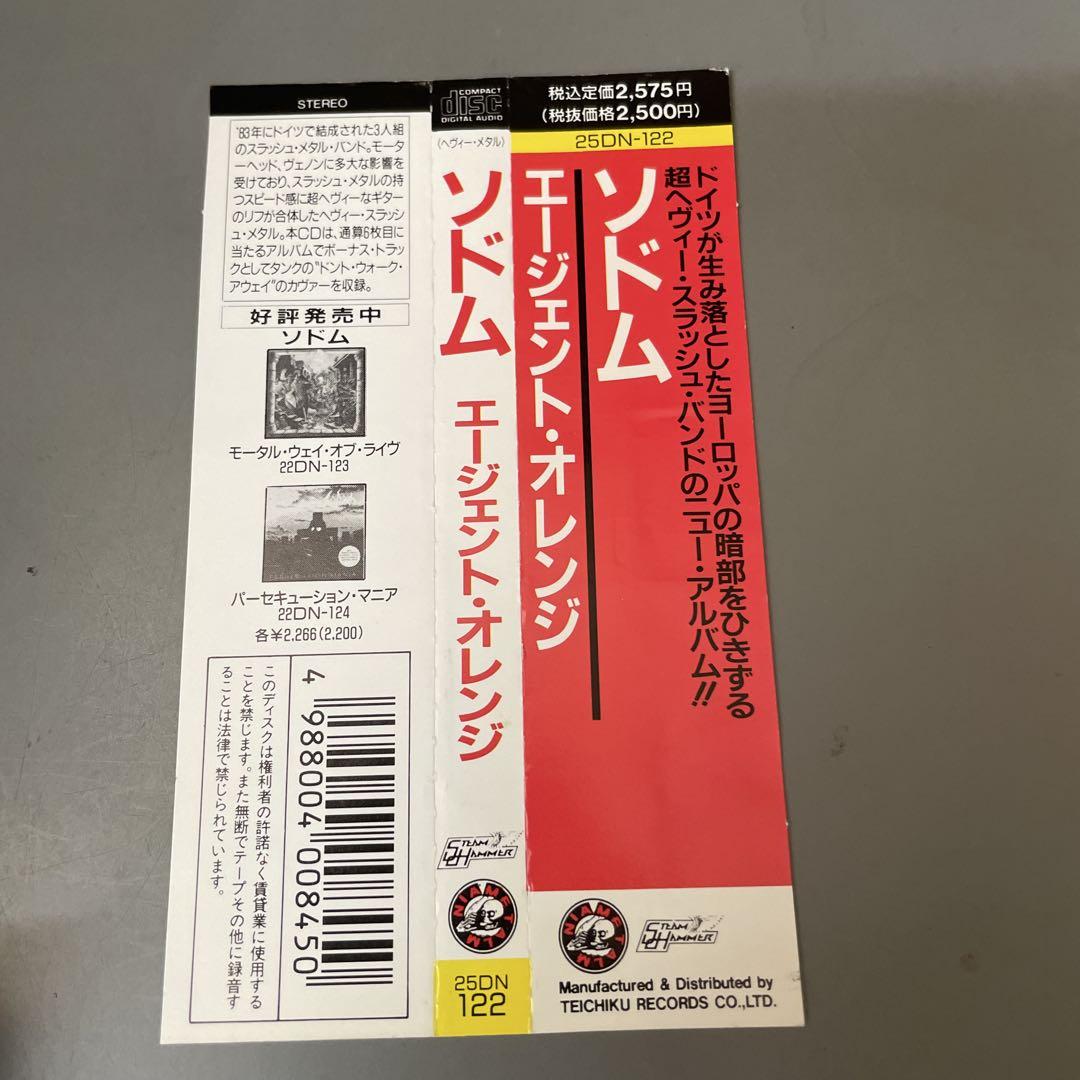 STEREO
'83年にドイツで結成された3人組
のスラッシュ・メタル・バンド。モー
ターヘッド、ヴェノンに多大な影響を
受けており、スラッシュ・メタルの持
つスピード感に超ヘヴィーなギター
のリフが合体したヘヴィー・スラッシ
ュ・メタル。本CDは、通算6枚目に
当たるアルバムでボーナス・トラッ
クとしてタンクの"ドント・ウォーク・
アウェイ"のカヴァーを収録。
好評発売中
ソドム
モータル・ウェイ・オブ・ライヴ
22DN-123
パーセキューション・マニア
22DN-124
各¥2,266(2,200)
このディスクは権利者の許諾なく賃貸業に使用する
ことを禁じます。また無断でテープその他に録音す
ることは法律で禁じられています。
4 988004 008450
COMPACT
disc
DIGITAL AUDIO
(ヘヴィー・メタル)
ソドム エージェント・オレンジ
STEAM
HAMMER
METAL
MANIA
25DN
122
税込定価2,575円
(税抜価格2,500円)
25DN-122
ドイツが生み落としたヨーロッパの暗部をひきずる
超ヘヴィー・スラッシュ・バンドのニュー・アルバム!!
ソドム
エージェント・オレンジ
METAL
MANIA
STEAM
HAMMER
Manufactured & Distributed by
TEICHIKU RECORDS CO.,LTD.